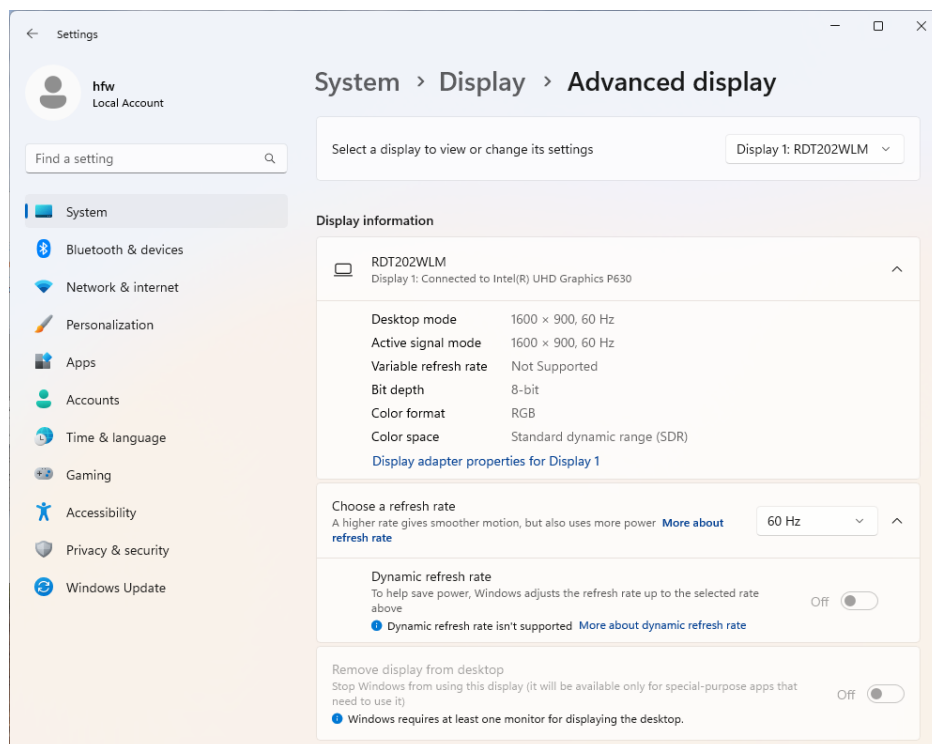 Settings
hfw
Local Account
Find a setting
System
Bluetooth & devices
Network & internet
Personalization
Apps
Accounts
Time & language
Gaming
Accessibility
Privacy & security
Windows Update
System › Display › Advanced display
Select a display to view or change its settings Display 1: RDT202WLM
Display information
RDT202WLM
Display 1: Connected to Intel(R) UHD Graphics P630
Desktop mode 1600 × 900, 60 Hz
Active signal mode 1600 × 900, 60 Hz
Variable refresh rate Not Supported
Bit depth 8-bit
Color format RGB
Color space Standard dynamic range (SDR)
Display adapter properties for Display 1
Choose a refresh rate
A higher rate gives smoother motion, but also uses more power More about
refresh rate
60 Hz
Dynamic refresh rate
To help save power, Windows adjusts the refresh rate up to the selected rate
above
Off
Dynamic refresh rate isn't supported More about dynamic refresh rate
Remove display from desktop
Stop Windows from using this display (it will be available only for special-purpose apps that
need to use it)
Off
Windows requires at least one monitor for displaying the desktop.